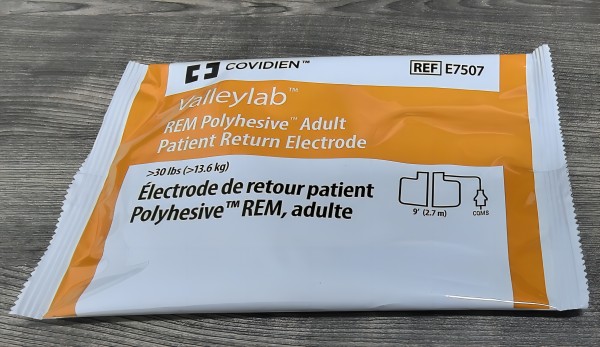 COVIDIEN™
REF E7507
Valleylab™
REM Polyhesive™ Adult
Patient Return Electrode
>30 lbs (>13.6 kg)
Électrode de retour patient
Polyhesive™ REM, adulte
9' (2.7 m)
CQMS